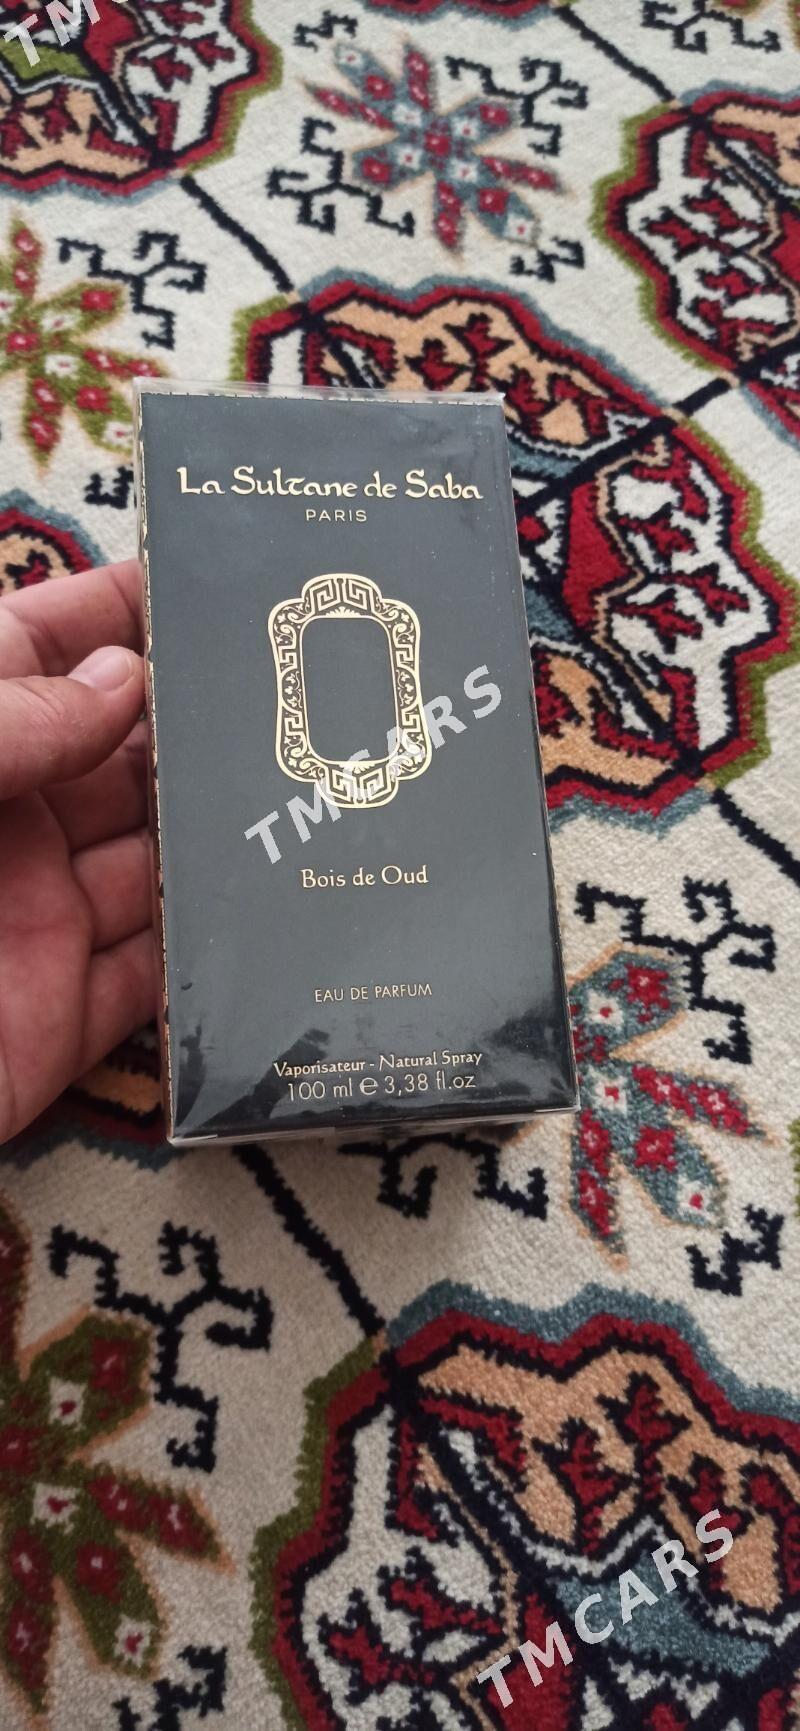 TMCARS
La Sultane de Saba
PARIS
TMCARS
Bois de Oud
EAU DE PARFUM
Vaporisateur - Natural Spray
100 ml e 3,38 fl.oz
TMCARS